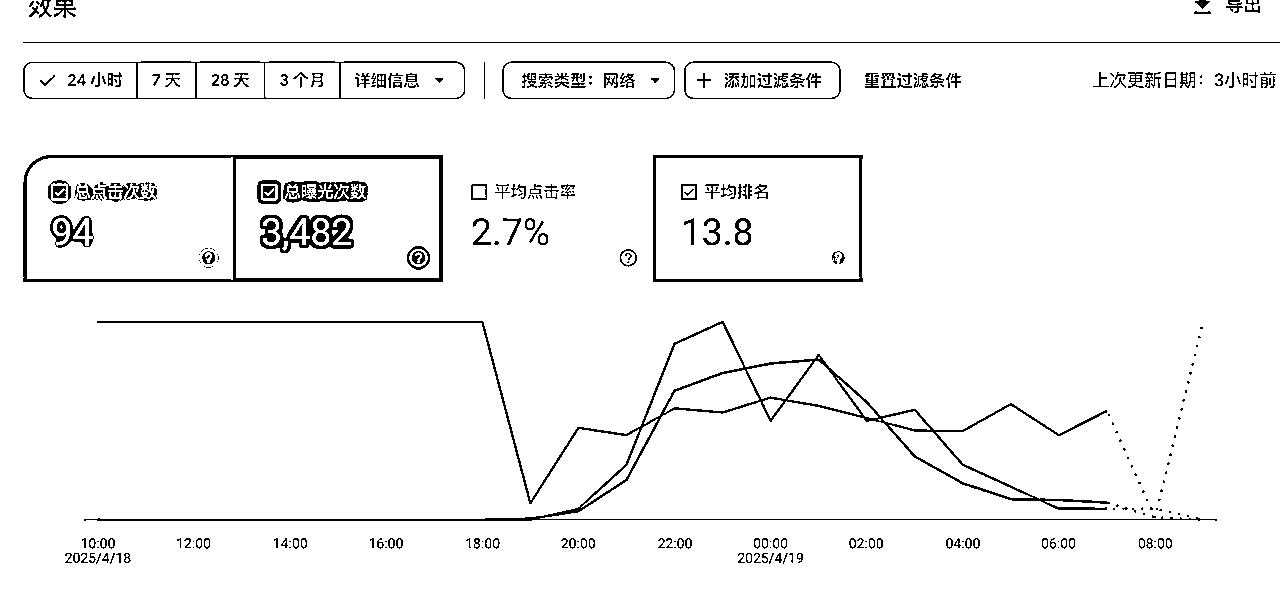 效果
导出
24 小时 7 天 28 天 3 个月 详细信息 搜索类型：网络 添加过滤条件 重置过滤条件 上次更新日期：3小时前
总点击次数 总曝光次数 平均点击率 平均排名
94 3,482 2.7% 13.8
10:00 12:00 14:00 16:00 18:00 20:00 22:00 00:00 02:00 04:00 06:00 08:00
2025/4/18 2025/4/19